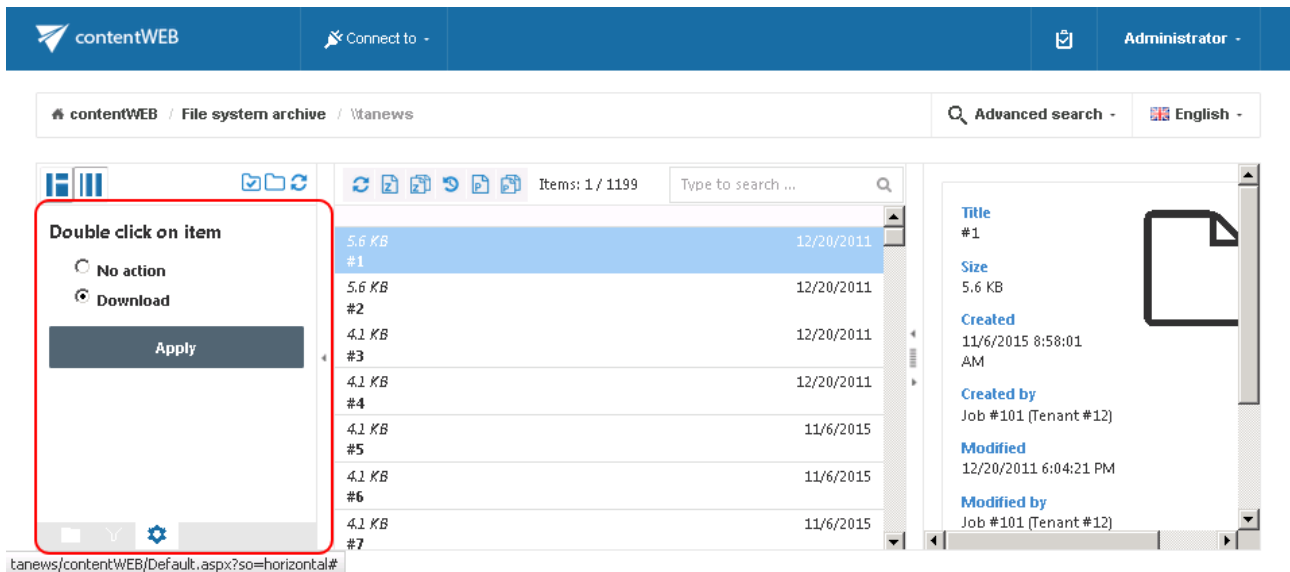 contentWEB
Connect to -
Administrator -
contentWEB / File system archive / \\tanews
Advanced search -
English -
Double click on item
No action
Download
Apply
Items: 1 / 1199
Type to search ...
5.6 KB 12/20/2011
#1
5.6 KB 12/20/2011
#2
4.1 KB 12/20/2011
#3
4.1 KB 12/20/2011
#4
4.1 KB 11/6/2015
#5
4.1 KB 11/6/2015
#6
4.1 KB 11/6/2015
#7
Title
#1
Size
5.6 KB
Created
11/6/2015 8:58:01
AM
Created by
Job #101 (Tenant #12)
Modified
12/20/2011 6:04:21 PM
Modified by
Job #101 (Tenant #12)
tanews/contentWEB/Default.aspx?so=horizontal#